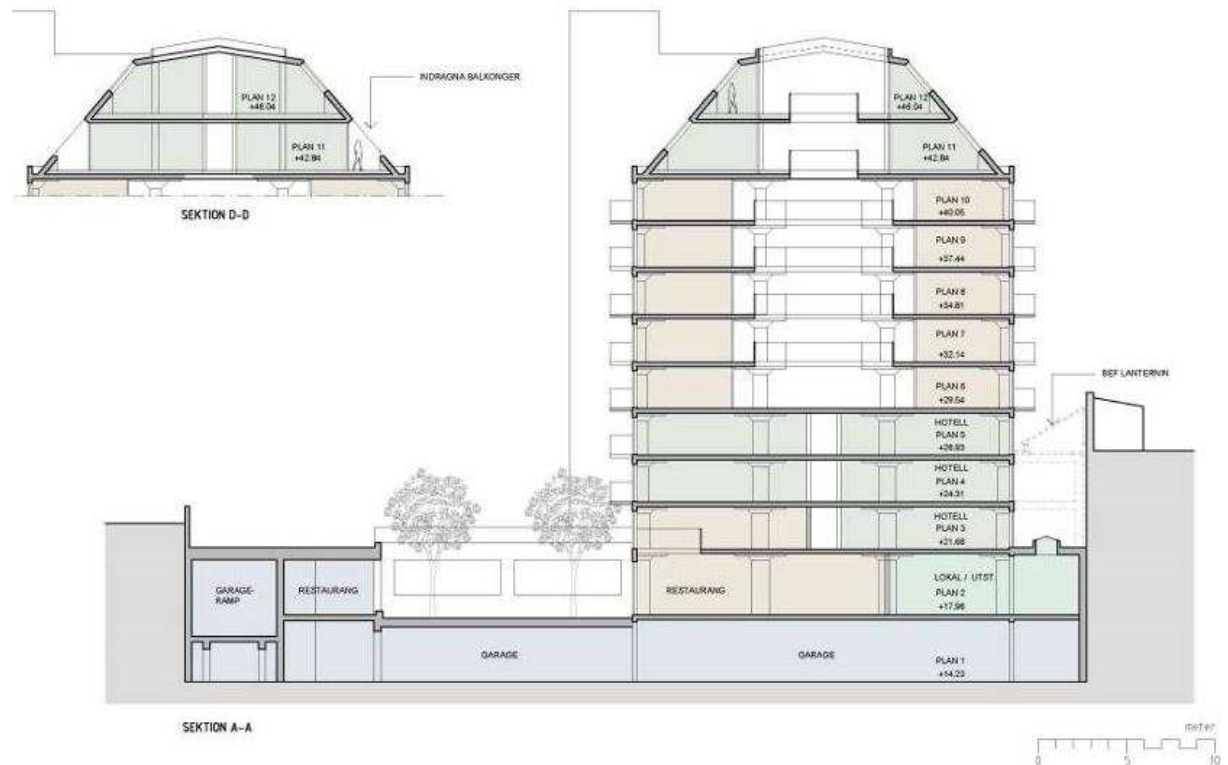 INDRAGNA BALKONGER
PLAN 12
+46.04
PLAN 11
+42.84
SEKTION D-D
PLAN 12
+46.04
PLAN 11
+42.84
PLAN 10
+40.05
PLAN 9
+37.44
PLAN 8
+34.81
PLAN 7
+32.14
PLAN 6
+29.54
BEF LANTERNIN
HOTELL
PLAN 5
+26.93
HOTELL
PLAN 4
+24.31
HOTELL
PLAN 3
+21.68
GARAGE-
RAMP
RESTAURANG
RESTAURANG
LOKAL / UTST.
PLAN 2
+17.96
GARAGE
GARAGE
PLAN 1
+14.23
SEKTION A-A
meter
0 5 10